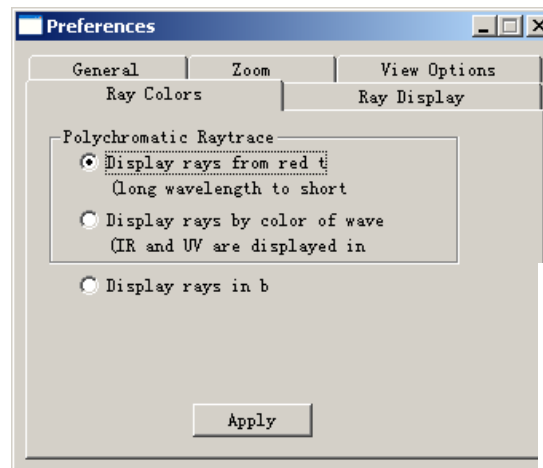 Preferences
General Zoom View Options
Ray Colors Ray Display
Polychromatic Raytrace
Display rays from red t
(long wavelength to short
Display rays by color of wave
(IR and UV are displayed in
Display rays in b
Apply